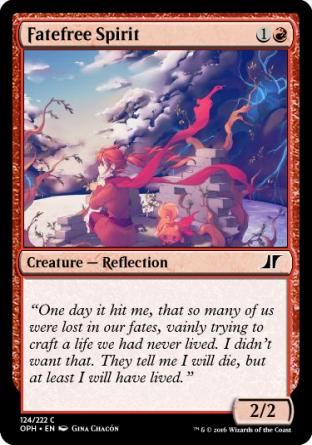 Fatefree Spirit 1
Creature — Reflection
“One day it hit me, that so many of us
were lost in our fates, vainly trying to
craft a life we had never lived. I didn’t
want that. They tell me I will die, but
at least I will have lived.”
2/2
124/222 C
OPH • EN Gina Chacón
™ & © 2016 Wizards of the Coast